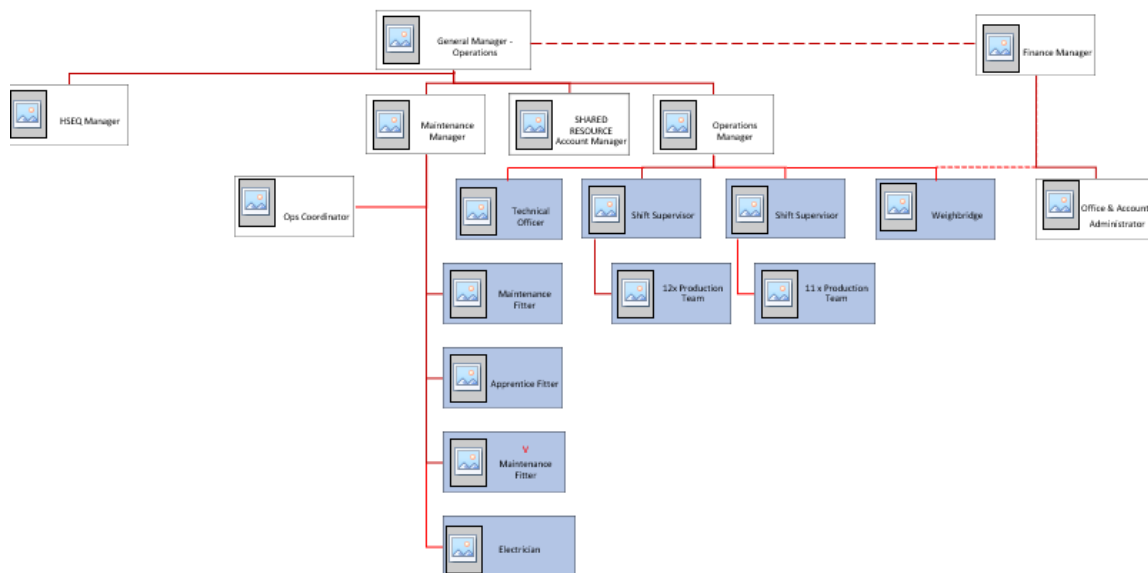 General Manager -
Operations
Finance Manager
HSEQ Manager
Maintenance
Manager
SHARED
RESOURCE
Account Manager
Operations
Manager
Ops Coordinator
Technical
Officer
Shift Supervisor
Shift Supervisor
Weighbridge
Office & Account
Administrator
Maintenance
Fitter
12x Production
Team
11 x Production
Team
Apprentice Fitter
V
Maintenance
Fitter
Electrician